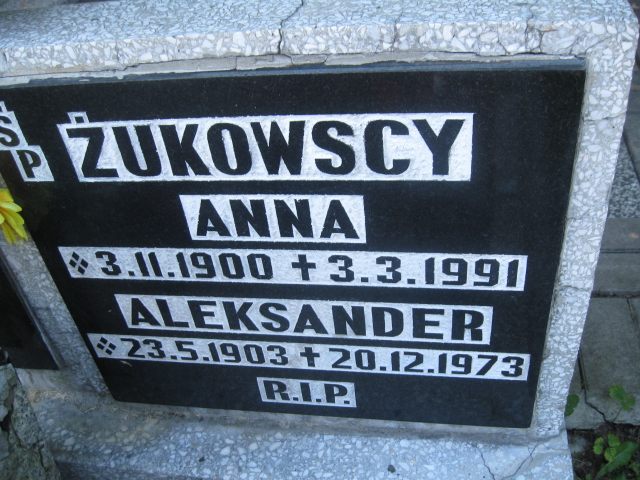 ŚP ŻUKOWSCY
ANNA
3.11.1900 † 3.3.1991
ALEKSANDER
23.5.1903 † 20.12.1973
R.I.P.